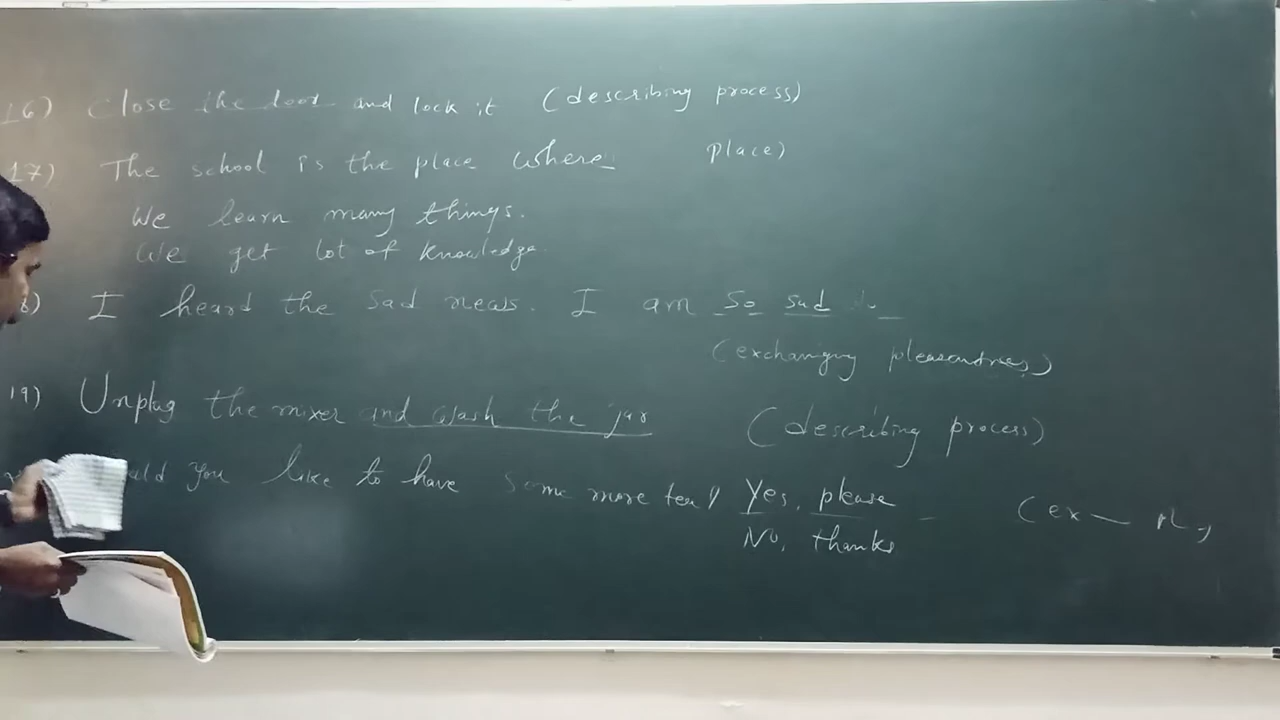 16) Close the door and lock it (describing process)
17) The school is the place where place)
We learn many things.
We get lot of knowledge.
8) I heard the sad news. I am so sad
(exchanging pleasantries)
19) Unplug the mixer and wash the jar (describing process)
uld you like to have some more tea? Yes, please (ex
No, thanks